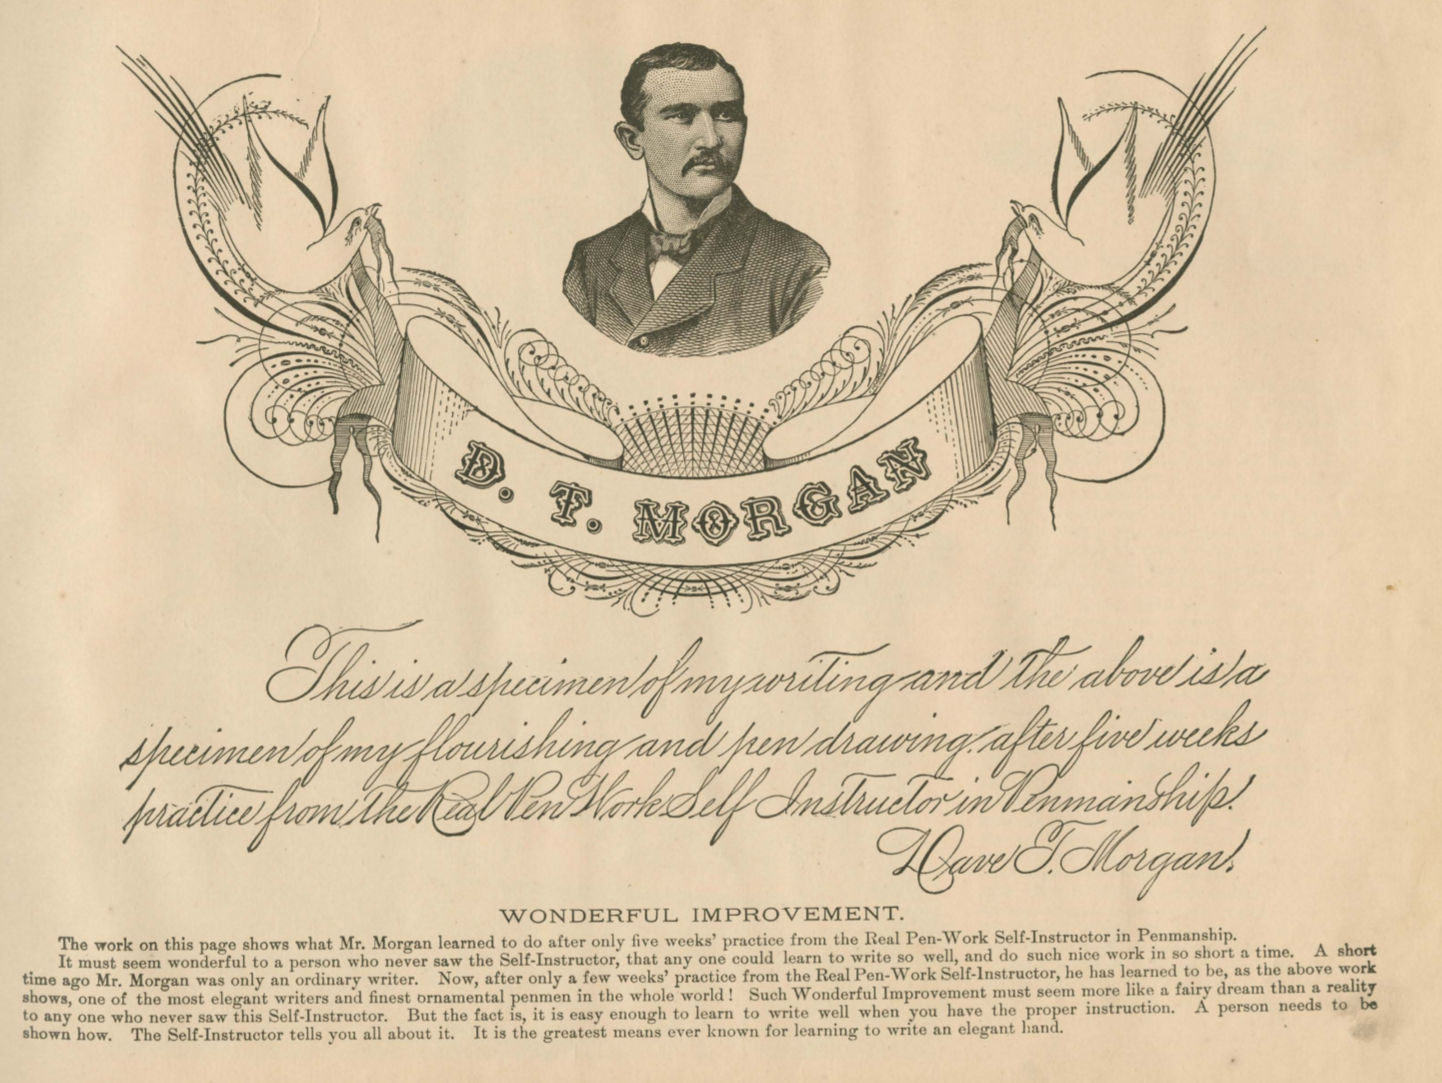 D. T. MORGAN
This is a specimen of my writing and the above is a
specimen of my flourishing and pen drawing after five weeks
practice from the Real Pen Work Self Instructor in Penmanship.
Dave T. Morgan.
WONDERFUL IMPROVEMENT.
The work on this page shows what Mr. Morgan learned to do after only five weeks' practice from the Real Pen-Work Self-Instructor in Penmanship.
It must seem wonderful to a person who never saw the Self-Instructor, that any one could learn to write so well, and do such nice work in so short a time. A short
time ago Mr. Morgan was only an ordinary writer. Now, after only a few weeks' practice from the Real Pen-Work Self-Instructor, he has learned to be, as the above work
shows, one of the most elegant writers and finest ornamental penmen in the whole world! Such Wonderful Improvement must seem more like a fairy dream than a reality
to any one who never saw this Self-Instructor. But the fact is, it is easy enough to learn to write well when you have the proper instruction. A person needs to be
shown how. The Self-Instructor tells you all about it. It is the greatest means ever known for learning to write an elegant hand.